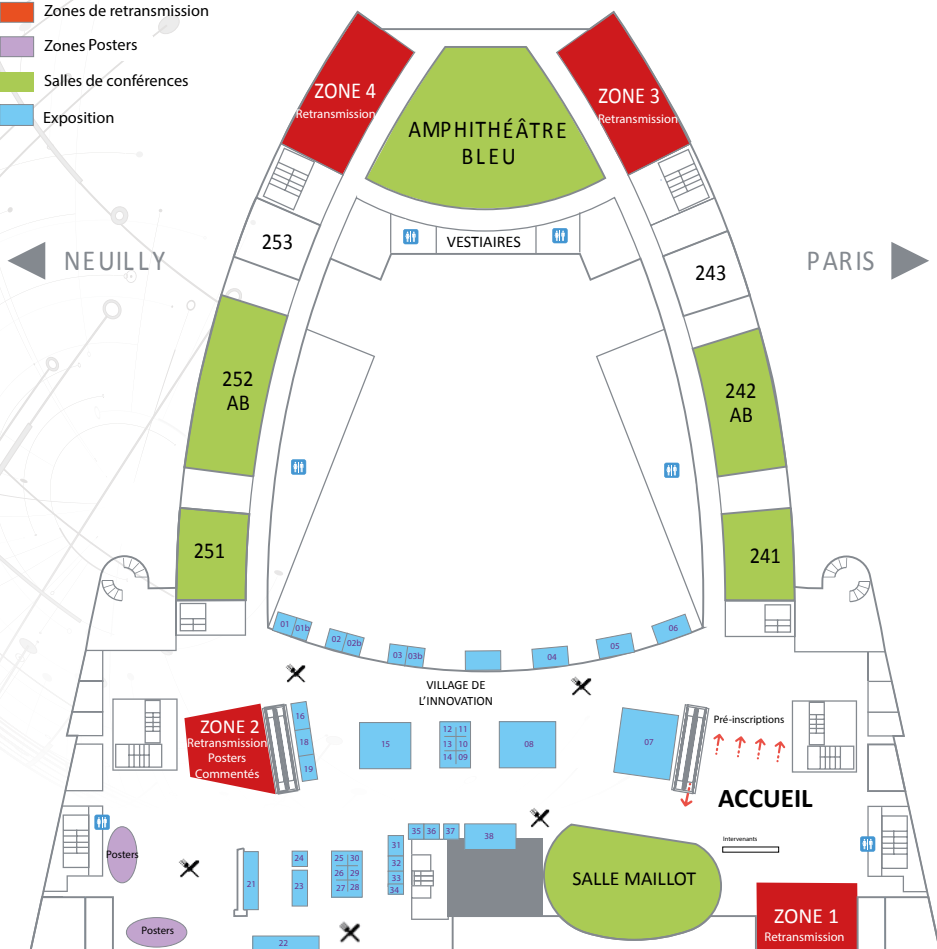 Zones de retransmission
Zones Posters
Salles de conférences
Exposition
ZONE 4
Retransmission
AMPHITHÉÂTRE
BLEU
ZONE 3
Retransmission
NEUILLY
253
VESTIAIRES
243
PARIS
252
AB
242
AB
251
241
01
01b
02
02b
03
03b
04
05
06
VILLAGE DE
L'INNOVATION
ZONE 2
Retransmission
Posters
Commentés
16
18
19
15
12
11
13
10
14
09
08
07
Pré-inscriptions
ACCUEIL
Intervenants
Posters
Posters
21
24
23
25
30
26
29
27
28
22
31
32
33
34
35
36
37
38
SALLE MAILLOT
ZONE 1
Retransmission